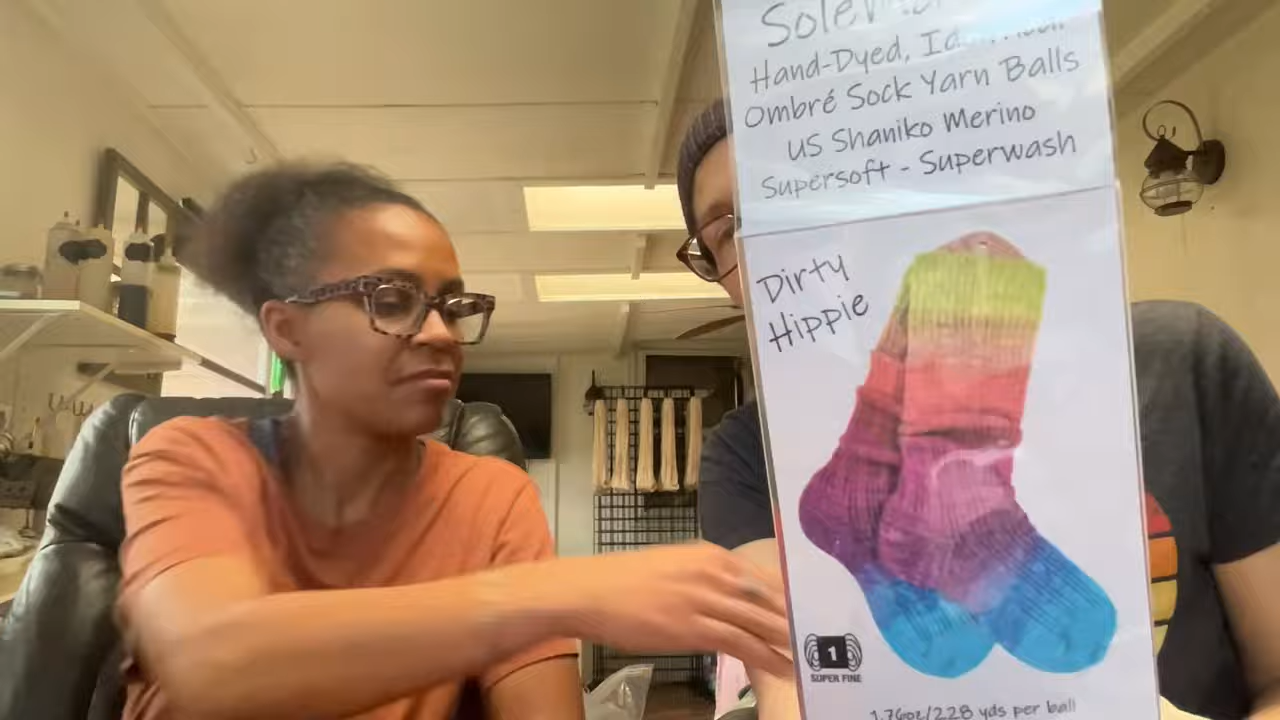 Hand-Dyed,
Ombré Sock Yarn Balls
US Shaniko Merino
Supersoft - Superwash
Dirty
Hippie
1
SUPER FINE
1.76oz/228 yds per ball